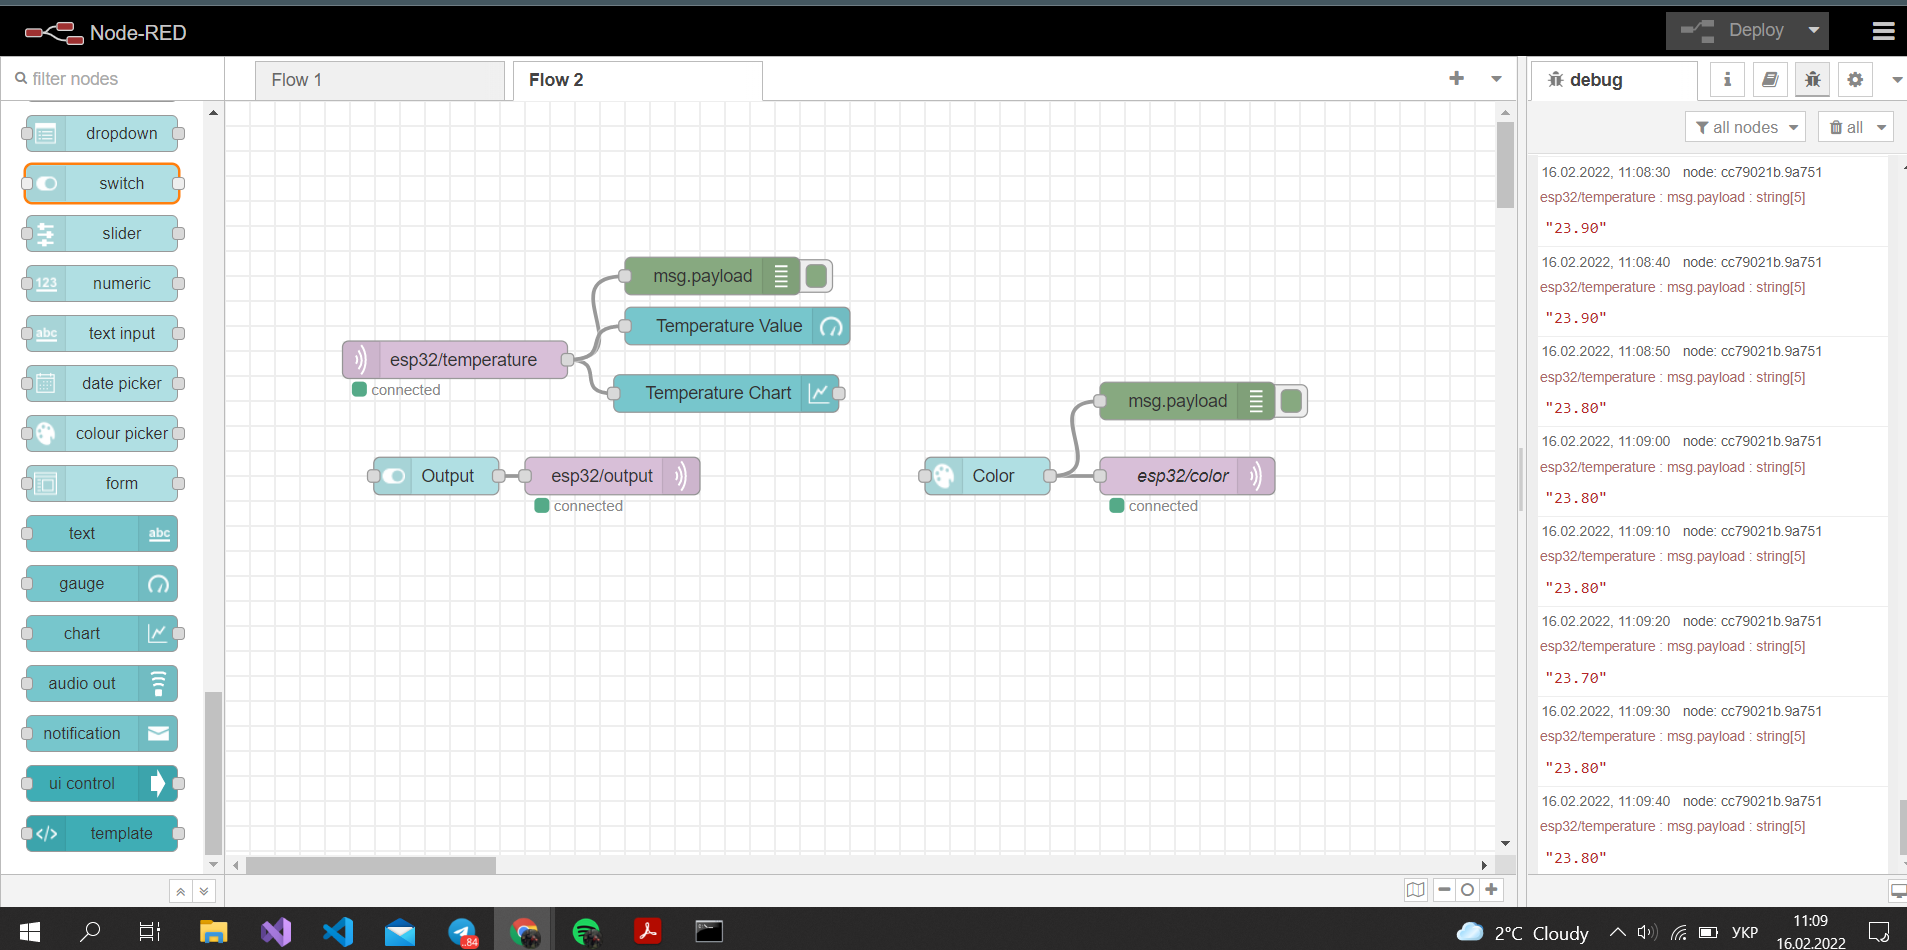 Node-RED
Deploy
filter nodes
Flow 1
Flow 2
debug
all nodes
all
dropdown
switch
slider
123 numeric
abc text input
date picker
colour picker
form
text abc
gauge
chart
audio out
notification
ui control
</> template
msg.payload
Temperature Value
esp32/temperature
connected
Temperature Chart
Output
esp32/output
connected
msg.payload
Color
esp32/color
connected
16.02.2022, 11:08:30 node: cc79021b.9a751
esp32/temperature : msg.payload : string[5]
"23.90"
16.02.2022, 11:08:40 node: cc79021b.9a751
esp32/temperature : msg.payload : string[5]
"23.90"
16.02.2022, 11:08:50 node: cc79021b.9a751
esp32/temperature : msg.payload : string[5]
"23.80"
16.02.2022, 11:09:00 node: cc79021b.9a751
esp32/temperature : msg.payload : string[5]
"23.80"
16.02.2022, 11:09:10 node: cc79021b.9a751
esp32/temperature : msg.payload : string[5]
"23.80"
16.02.2022, 11:09:20 node: cc79021b.9a751
esp32/temperature : msg.payload : string[5]
"23.70"
16.02.2022, 11:09:30 node: cc79021b.9a751
esp32/temperature : msg.payload : string[5]
"23.80"
16.02.2022, 11:09:40 node: cc79021b.9a751
esp32/temperature : msg.payload : string[5]
"23.80"
84
2°C Cloudy
УКР
11:09
16.02.2022